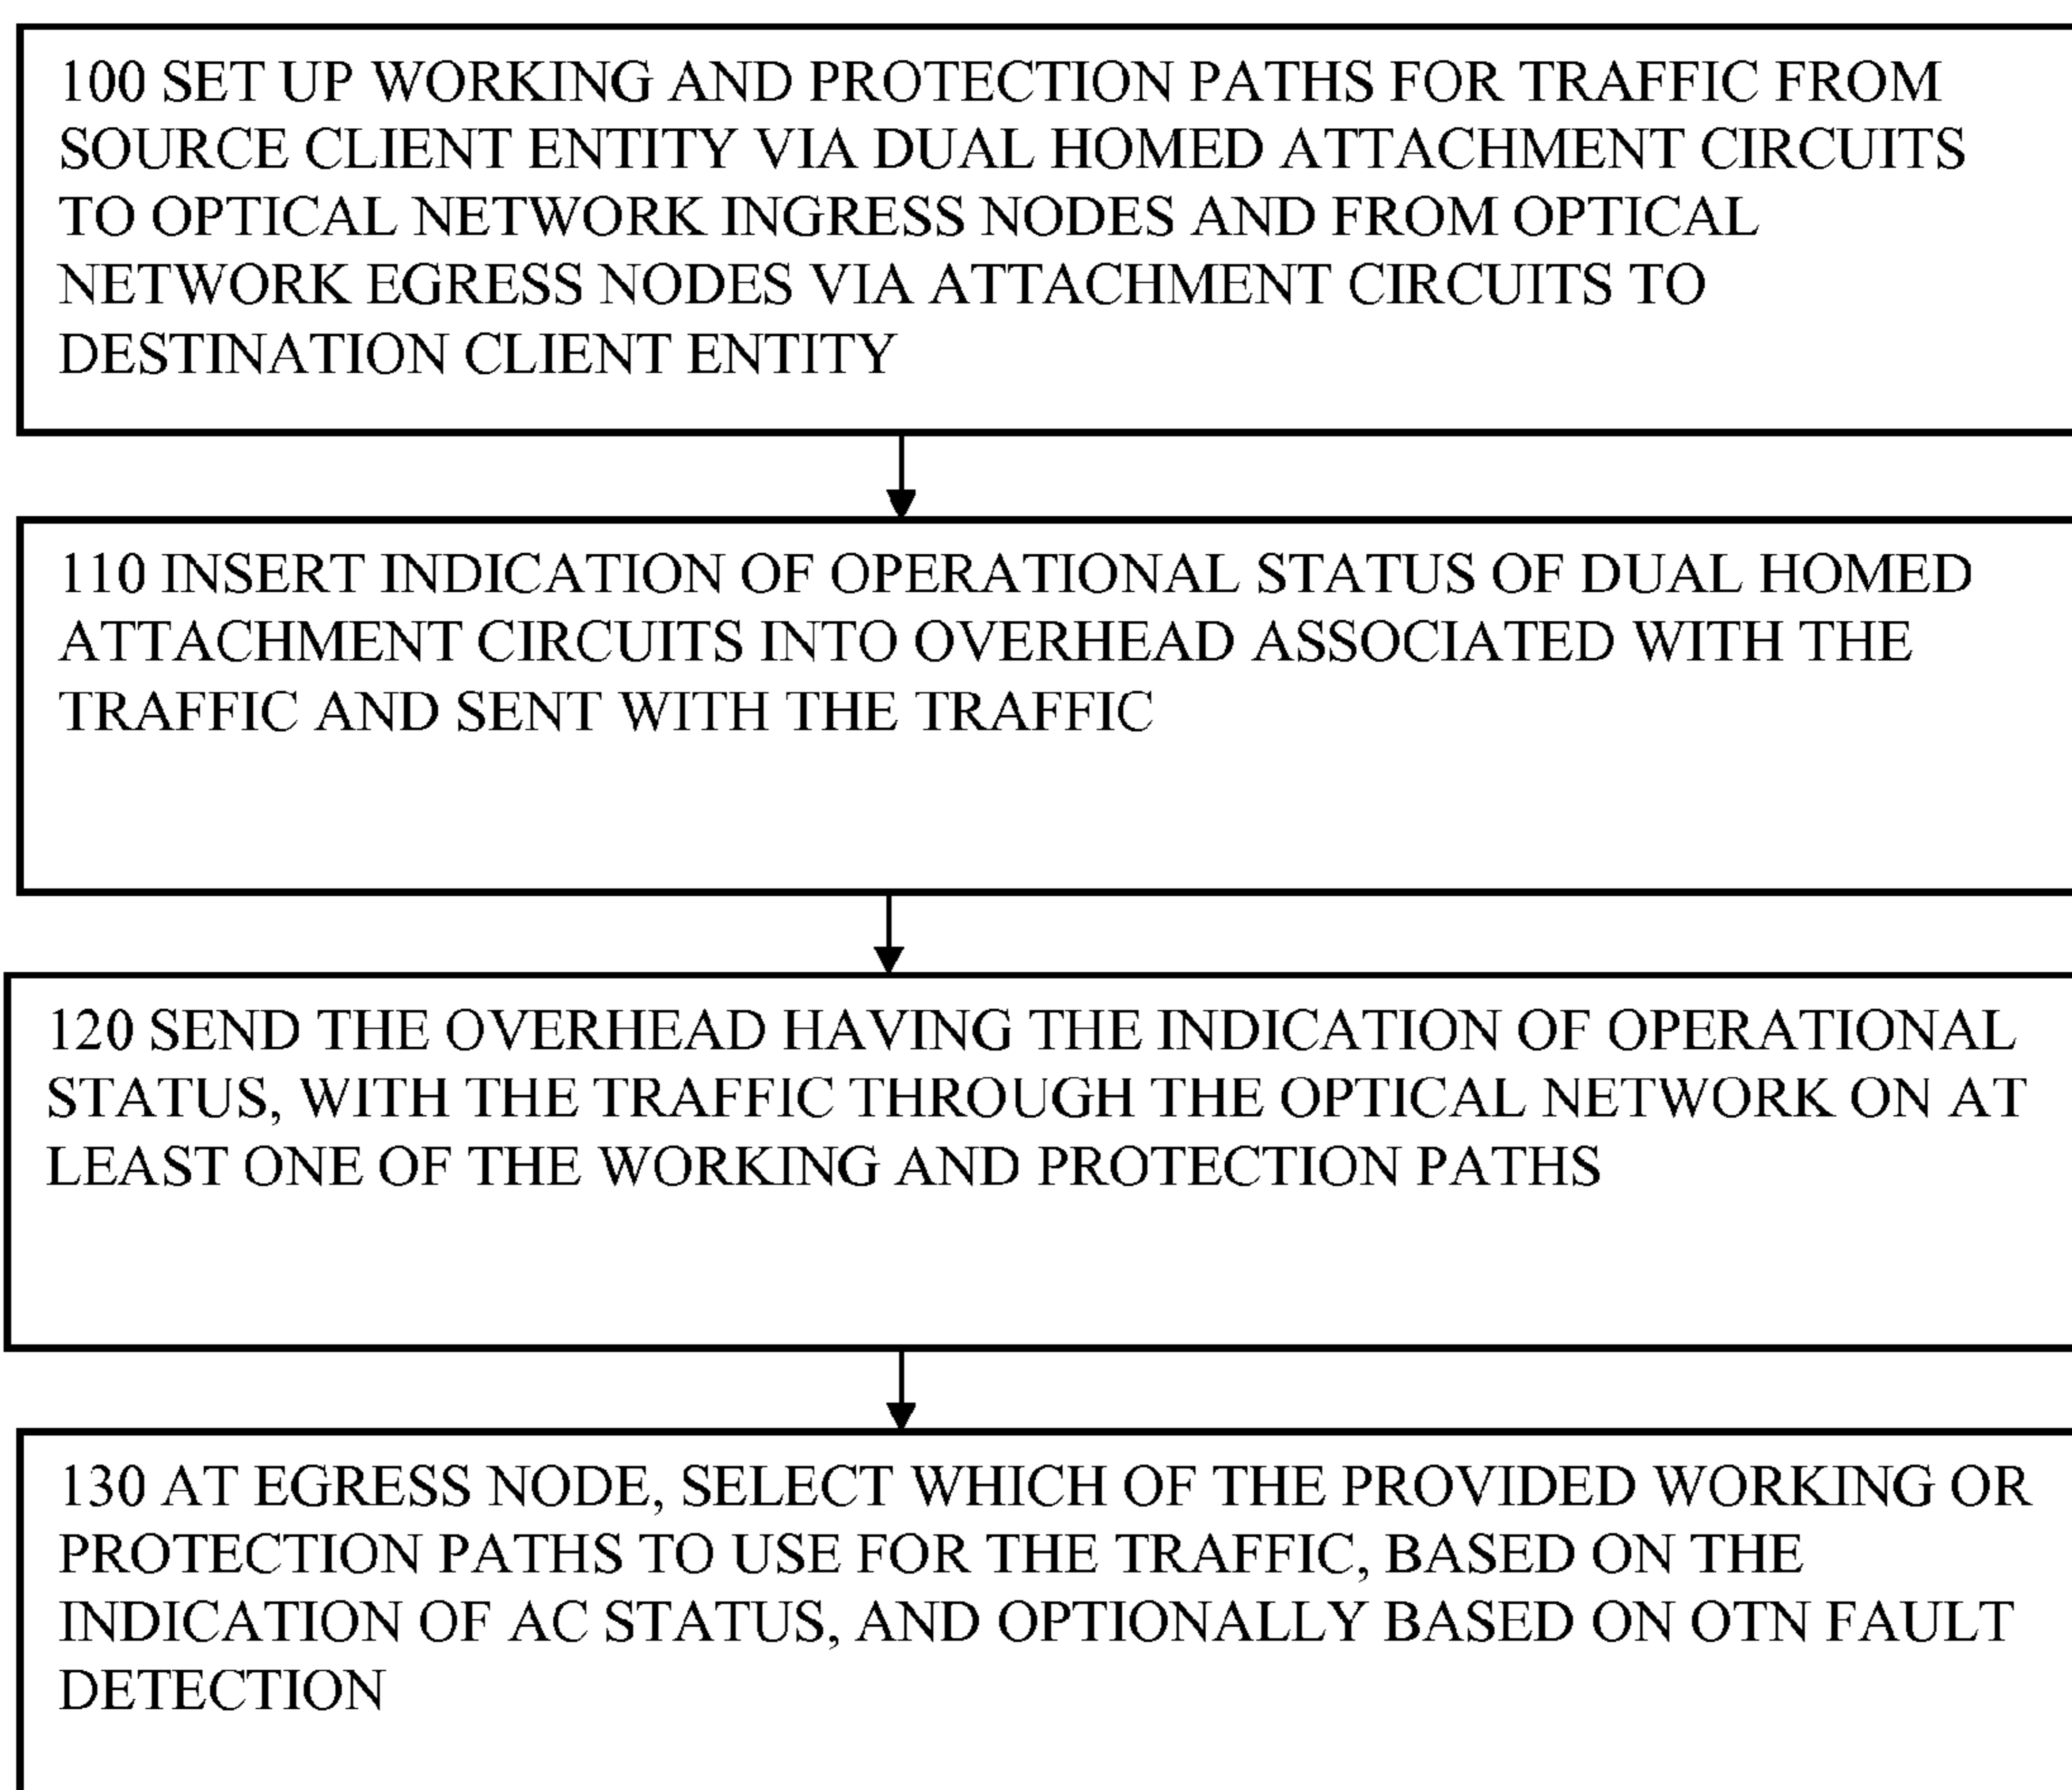 100 SET UP WORKING AND PROTECTION PATHS FOR TRAFFIC FROM
SOURCE CLIENT ENTITY VIA DUAL HOMED ATTACHMENT CIRCUITS
TO OPTICAL NETWORK INGRESS NODES AND FROM OPTICAL
NETWORK EGRESS NODES VIA ATTACHMENT CIRCUITS TO
DESTINATION CLIENT ENTITY
110 INSERT INDICATION OF OPERATIONAL STATUS OF DUAL HOMED
ATTACHMENT CIRCUITS INTO OVERHEAD ASSOCIATED WITH THE
TRAFFIC AND SENT WITH THE TRAFFIC
120 SEND THE OVERHEAD HAVING THE INDICATION OF OPERATIONAL
STATUS, WITH THE TRAFFIC THROUGH THE OPTICAL NETWORK ON AT
LEAST ONE OF THE WORKING AND PROTECTION PATHS
130 AT EGRESS NODE, SELECT WHICH OF THE PROVIDED WORKING OR
PROTECTION PATHS TO USE FOR THE TRAFFIC, BASED ON THE
INDICATION OF AC STATUS, AND OPTIONALLY BASED ON OTN FAULT
DETECTION